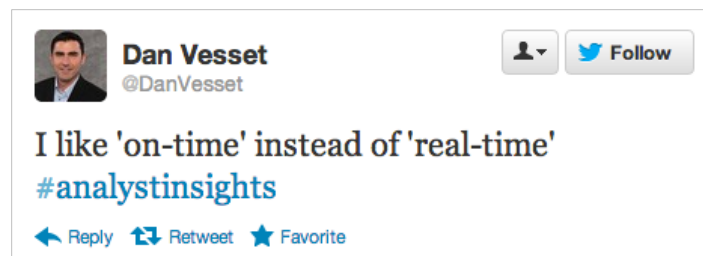 Dan Vesset
@DanVesset
Follow
I like 'on-time' instead of 'real-time'
#analystinsights
Reply Retweet Favorite